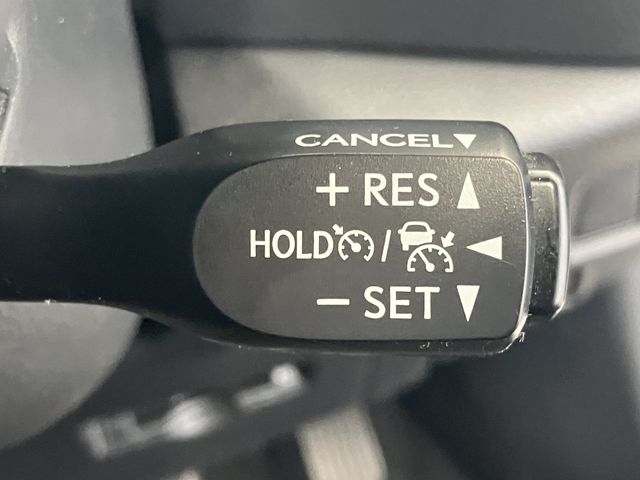 CANCEL▼
+ RES ▲
HOLD / ◀
− SET ▼